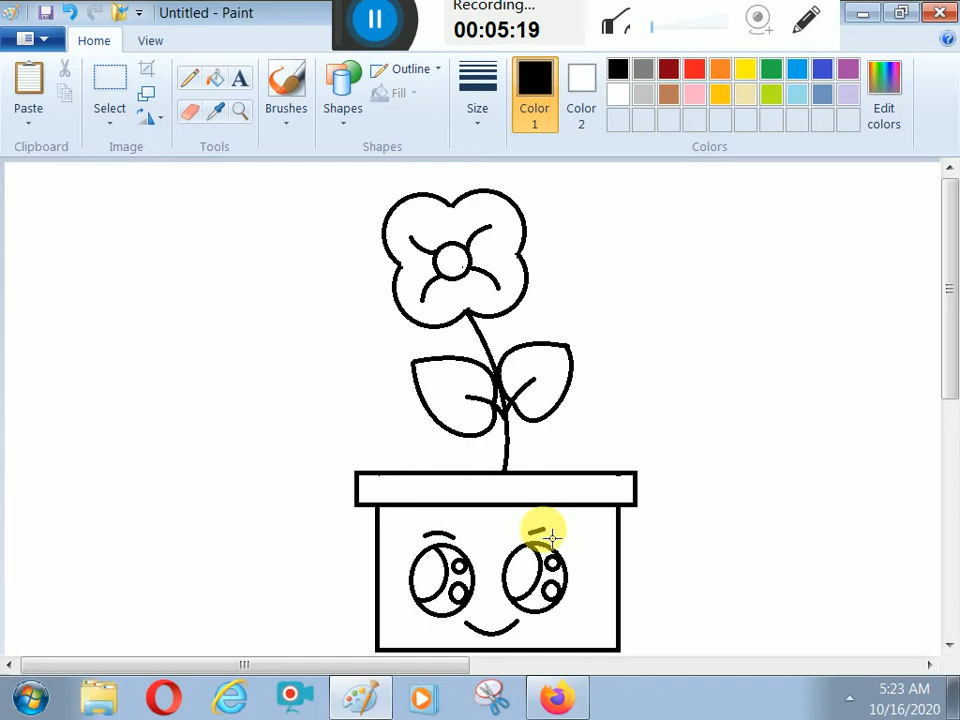 Untitled - Paint
Recording...
00:05:19
Home
View
Paste
Select
Brushes
Shapes
Outline
Fill
Size
Color
1
Color
2
Edit
colors
Clipboard
Image
Tools
Shapes
Colors
5:23 AM
10/16/2020